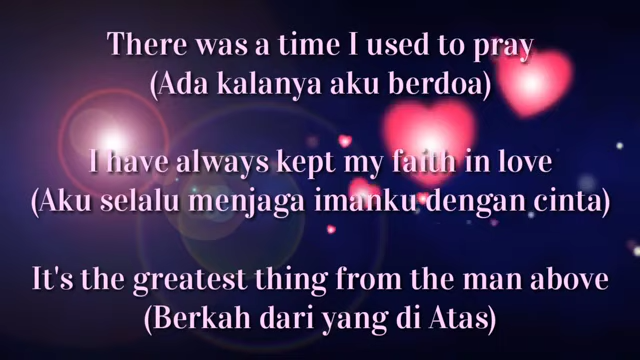 There was a time I used to pray
(Ada kalanya aku berdoa)
I have always kept my faith in love
(Aku selalu menjaga imanku dengan cinta)
It's the greatest thing from the man above
(Berkah dari yang di Atas)